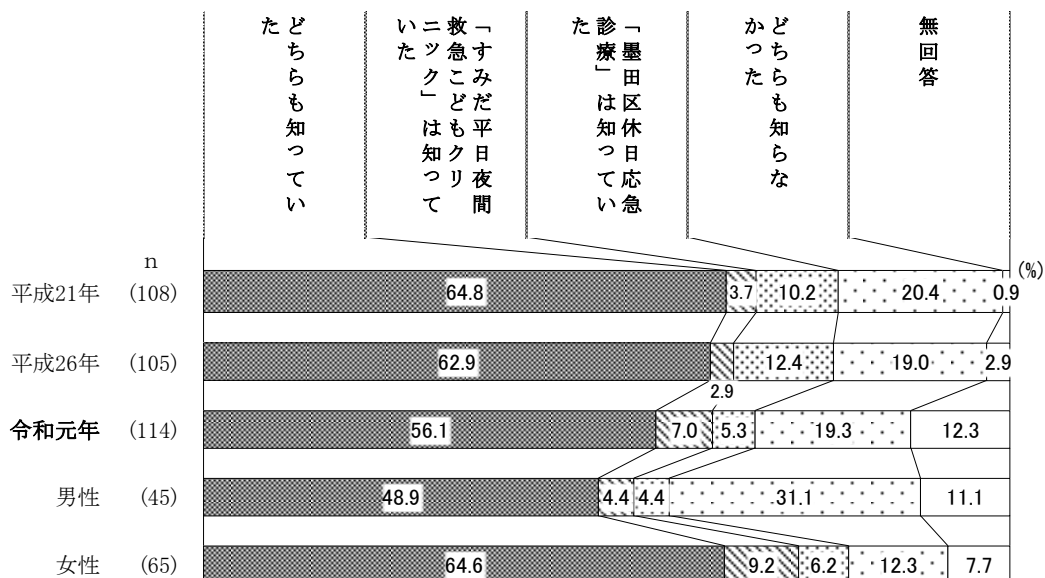 どちらも知ってい
た
「すみだ平日夜間
救急こどもクリ
ニック」は知って
いた
「墨田区休日応急
診療」は知ってい
た
どちらも知らな
かった
無回答
n
(%)
平成21年 (108) 64.8 3.7 10.2 20.4 0.9
平成26年 (105) 62.9 2.9 12.4 19.0 2.9
令和元年 (114) 56.1 7.0 5.3 19.3 12.3
男性 (45) 48.9 4.4 4.4 31.1 11.1
女性 (65) 64.6 9.2 6.2 12.3 7.7